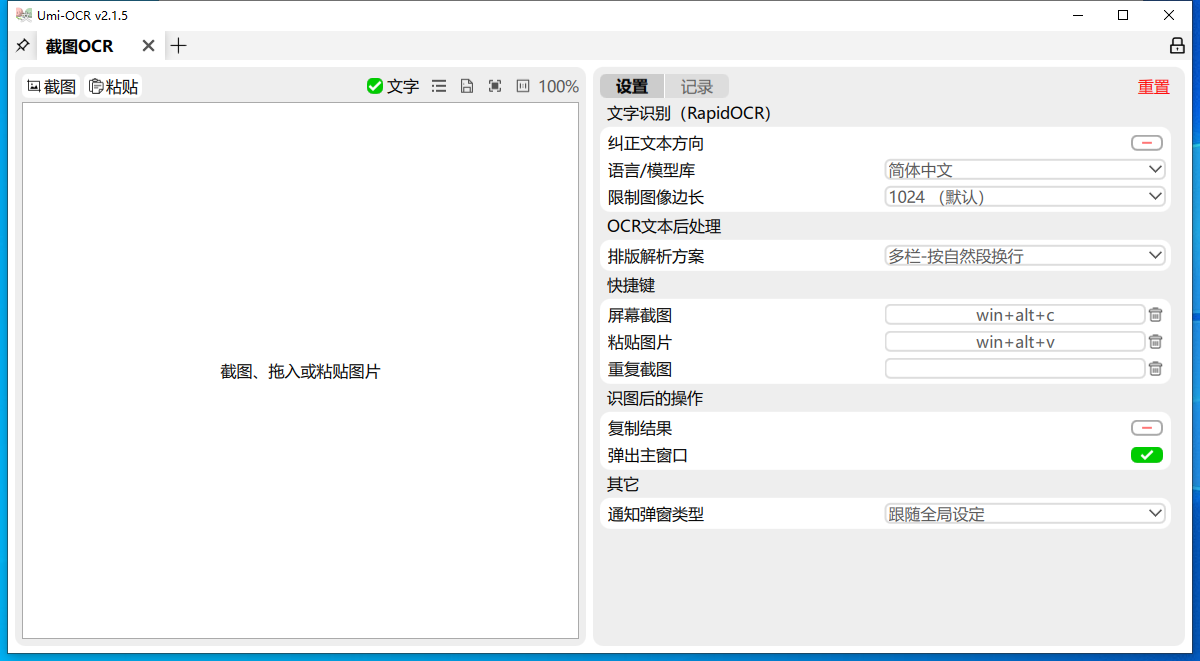 Umi-OCR v2.1.5
截图OCR
截图 粘贴 文字 100%
截图、拖入或粘贴图片
设置 记录 重置
文字识别（RapidOCR）
纠正文本方向
语言/模型库 简体中文
限制图像边长 1024 （默认）
OCR文本后处理
排版解析方案 多栏-按自然段换行
快捷键
屏幕截图 win+alt+c
粘贴图片 win+alt+v
重复截图
识图后的操作
复制结果
弹出主窗口
其它
通知弹窗类型 跟随全局设定